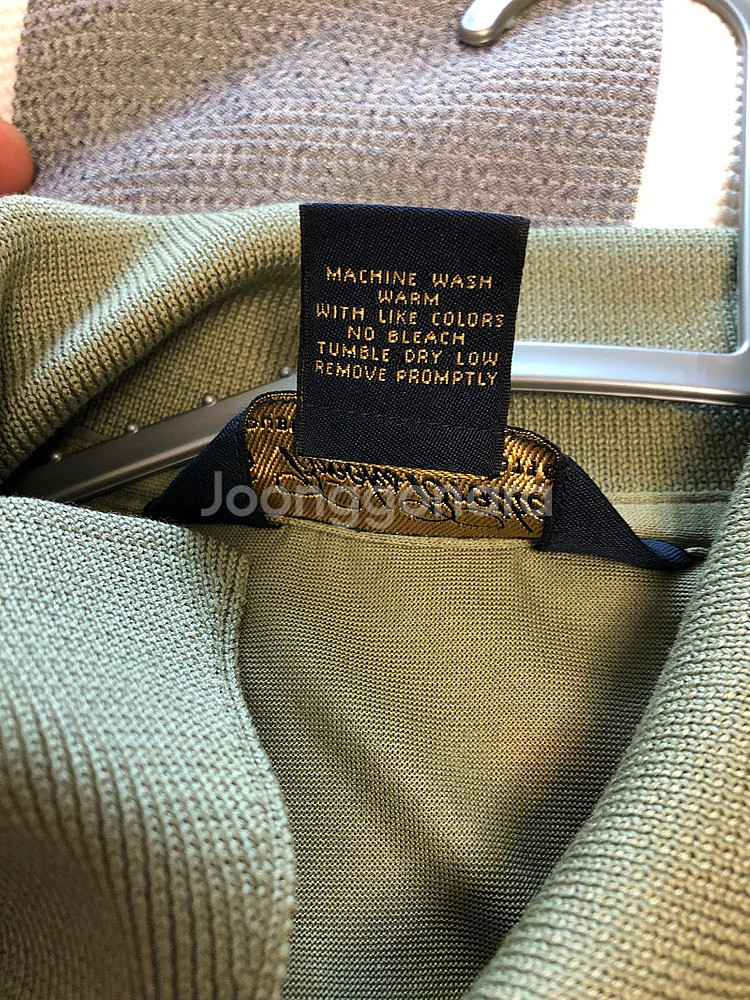 MACHINE WASH
WARM
WITH LIKE COLORS
NO BLEACH
TUMBLE DRY LOW
REMOVE PROMPTLY
Joonggonara